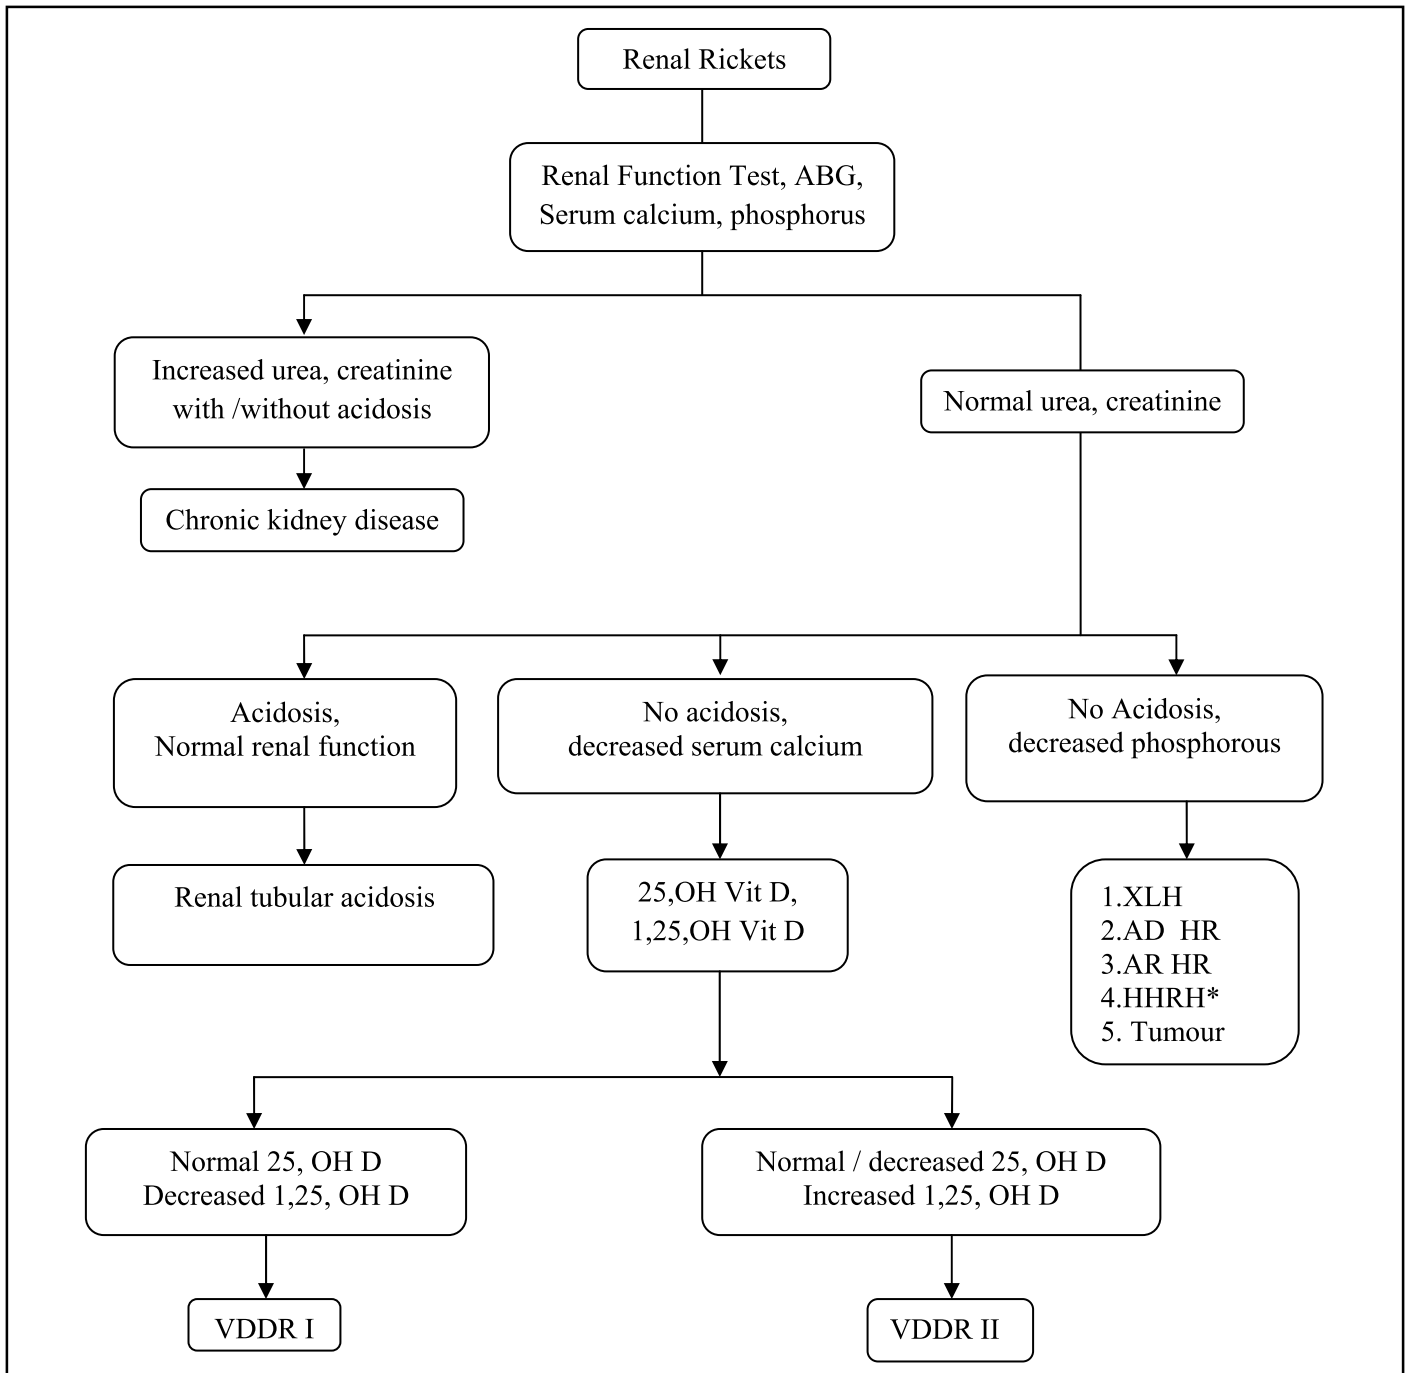 Renal Rickets
Renal Function Test, ABG,
Serum calcium, phosphorus
Increased urea, creatinine
with /without acidosis
Normal urea, creatinine
Chronic kidney disease
Acidosis,
Normal renal function
No acidosis,
decreased serum calcium
No Acidosis,
decreased phosphorous
Renal tubular acidosis
25,OH Vit D,
1,25,OH Vit D
1.XLH
2.AD  HR
3.AR HR
4.HHRH*
5. Tumour
Normal 25, OH D
Decreased 1,25, OH D
Normal / decreased 25, OH D
Increased 1,25, OH D
VDDR I
VDDR II